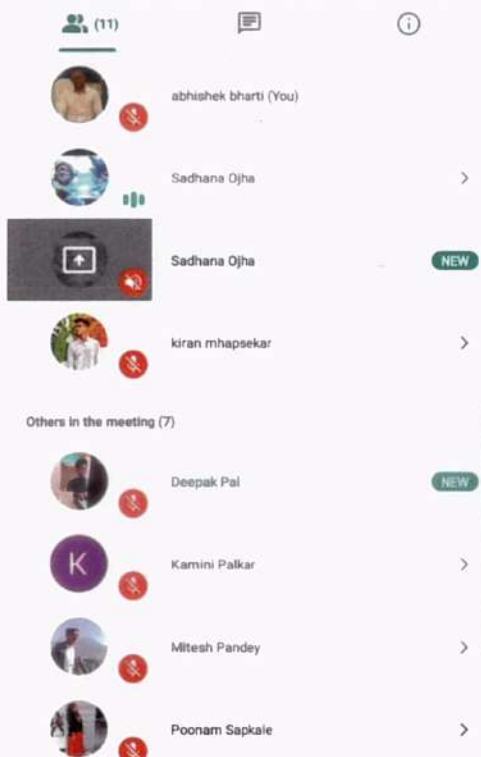 (11)
abhishek bharti (You)
Sadhana Ojha
Sadhana Ojha NEW
kiran mhapsekar
Others in the meeting (7)
Deepak Pal NEW
K
Kamini Palkar
Mitesh Pandey
Poonam Sapkale